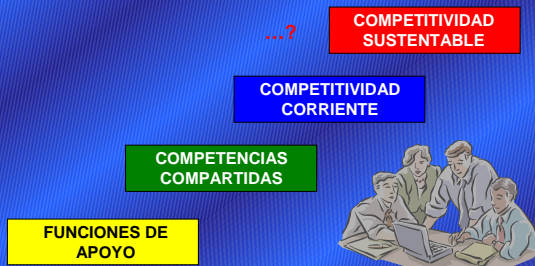 ...?
COMPETITIVIDAD
SUSTENTABLE
COMPETITIVIDAD
CORRIENTE
COMPETENCIAS
COMPARTIDAS
FUNCIONES DE
APOYO